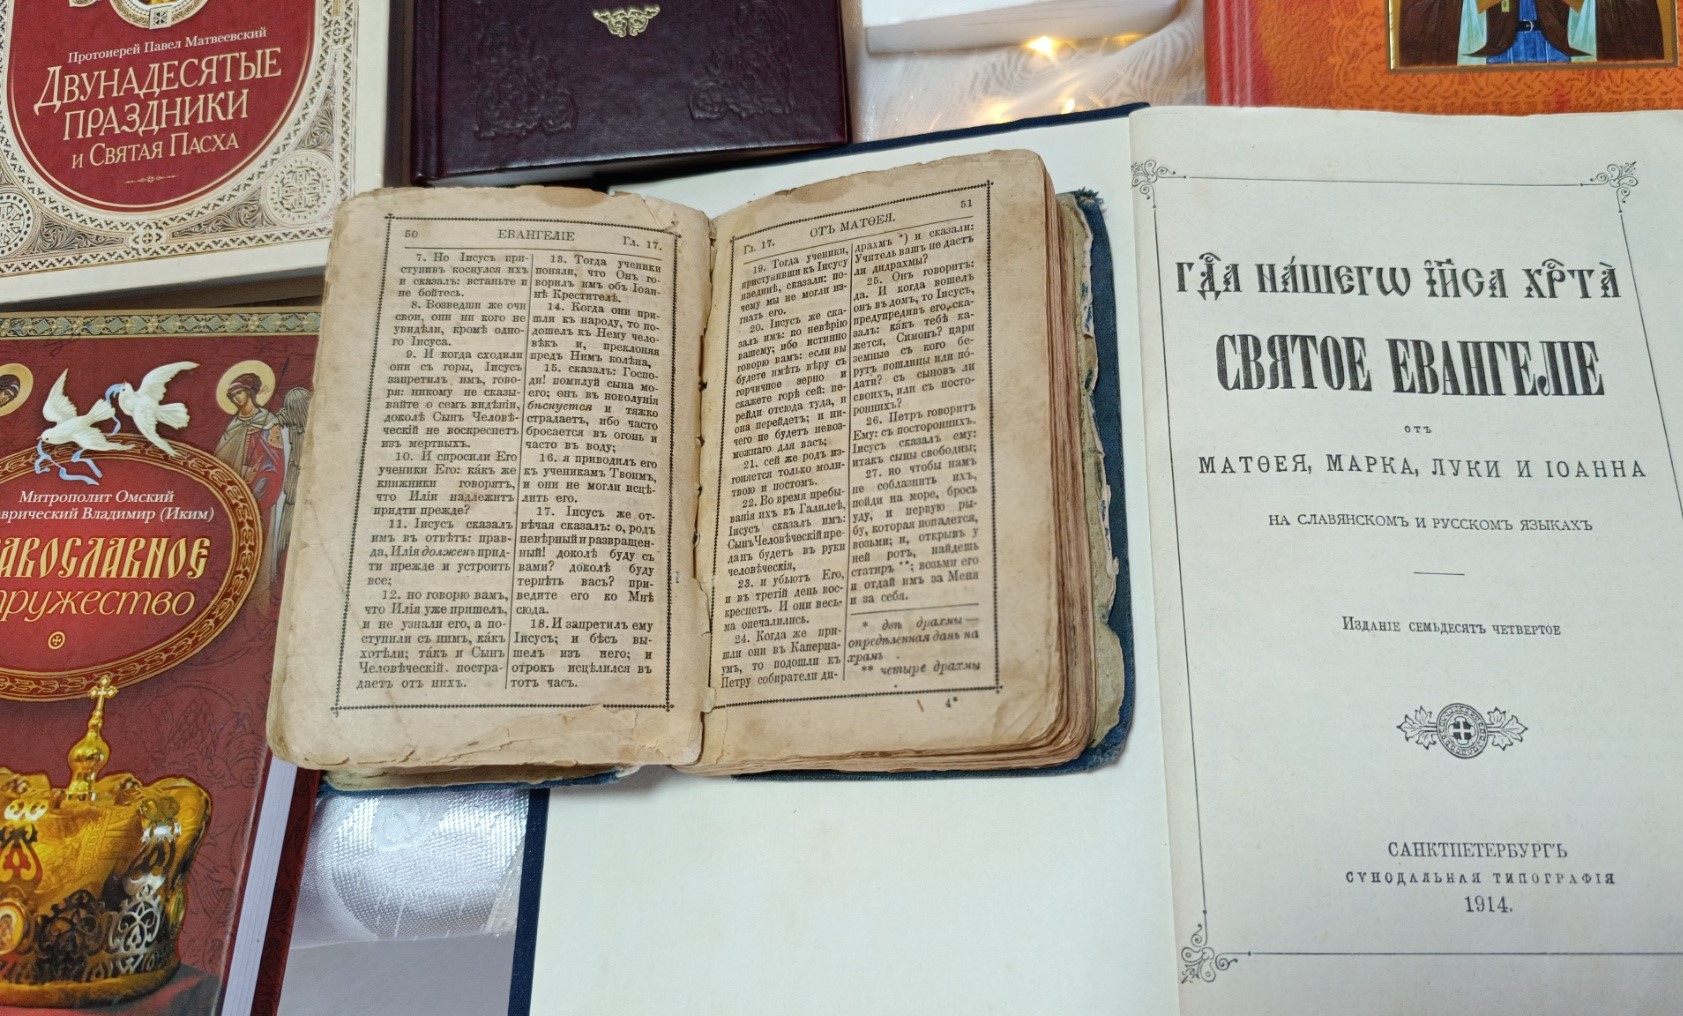 Протоиерей Павел Матвеевский
ДВУНАДЕСЯТЫЕ
ПРАЗДНИКИ
И СВЯТАЯ ПАСХА
Митрополит Омский
Владимир (Иким)
50
ЕВАНГЕЛІЕ
Гл. 17.
7. Но Іисусъ при-
ступивъ коснулся ихъ
и сказалъ: встаньте и
не бойтесь.
8. Возведши же очи
свои, они ни кого не
увидѣли, кромѣ одно-
го Іисуса.
9. И когда сходили
они съ горы, Іисусъ
запретилъ имъ, гово-
ря: никому не сказы-
вайте о семъ видѣніи,
доколѣ Сынъ Человѣ-
ческій не воскреснетъ
изъ мертвыхъ.
10. И спросили Его
ученики Его: ка́къ же
книжники говорятъ,
что Иліи надлежитъ
придти прежде?
11. Іисусъ сказалъ
имъ въ отвѣтъ: прав-
да, Илія долженъ прид-
ти прежде и устроить
все;
12. но говорю вамъ,
что Илія уже пришелъ,
и не узнали его, а по-
ступили съ нимъ, ка́къ
хотѣли; та́къ и Сынъ
Человѣческій постра-
даетъ отъ нихъ.
13. Тогда ученики
поняли, что Онъ го-
ворилъ имъ объ Іоан-
нѣ Крестителѣ.
14. Когда они при-
шли къ народу, то по-
дошелъ къ Нему чело-
вѣкъ и, преклоняя
предъ Нимъ колѣна,
15. сказалъ: Госпо-
ди! помилуй сына мо-
его; онъ въ новолунія
бѣснуется и тяжко
страдаетъ, ибо часто
бросается въ огонь и
часто въ воду;
16. я приводилъ его
къ ученикамъ Твоимъ,
и они не могли исцѣ-
лить его.
17. Іисусъ же от-
вѣчая сказалъ: о, родъ
невѣрный и развращен-
ный! доколѣ буду съ
вами? доколѣ буду
терпѣть васъ? при-
ведите его ко Мнѣ
сюда.
18. И запретилъ ему
Іисусъ; и бѣсъ вы-
шелъ изъ него; и
отрокъ исцѣлился въ
тотъ часъ.
Гл. 17.
ОТЪ МАТѲЕЯ.
51
19. Тогда ученики,
приступивши къ Іисусу
наединѣ, сказали: по-
чему мы не могли из-
гнать его.
20. Іисусъ же ска-
залъ имъ: по невѣрію
вашему; ибо истинно
говорю вамъ: если вы
будете имѣть вѣру съ
горчичное зерно и
скажете горѣ сей: пе-
рейди отсюда туда, и
она перейдетъ; и ни-
чего не будетъ невоз-
можнаго для васъ;
21. сей же родъ из-
гоняется только моли-
твою и постомъ.
22. Во время пребы-
ванія ихъ въ Галилеѣ,
Іисусъ сказалъ имъ:
Сынъ Человѣческій пре-
данъ будетъ въ руки
человѣческія,
23. и убьютъ Его,
и въ третій день вос-
креснетъ. И они весь-
ма опечалились.
24. Когда же при-
шли они въ Каперна-
умъ, то подошли къ
Петру собиратели ди-
драхмъ *) и сказали:
Учитель вашъ не дастъ
ли дидрахмы?
25. Онъ говоритъ:
да. И когда вошелъ
онъ въ домъ, то Іисусъ,
предупредивъ его, ска-
залъ: ка́къ тебѣ ка-
жется, Симонъ? цари
земные съ кого бе-
рутъ пошлины или по́-
дати? съ сыновъ ли
своихъ, или съ посто-
роннихъ?
26. Петръ говоритъ
Ему: съ постороннихъ.
Іисусъ сказалъ ему:
итакъ сыны свободны;
27. но чтобы намъ
не соблазнить ихъ,
пойди на море, брось
уду, и первую ры-
бу, которая попадется,
возьми; и, открывъ у
ней ротъ, найдешь
статиръ **; возьми его
и отдай имъ за Меня
и за себя.
* двѣ драхмы —
опредѣленная дань на
храмъ
** четыре драхмы
4*
ГДⷭ҇А НА́ШЕГѠ ІИ҃СА ХРⷭ҇ТА̀
СВЯТОЕ ЕВАНГЕЛІЕ
ОТЪ
МАТѲЕЯ, МАРКА, ЛУКИ И ІОАННА
НА СЛАВЯНСКОМЪ И РУССКОМЪ ЯЗЫКАХЪ
ИЗДАНІЕ СЕМЬДЕСЯТЪ ЧЕТВЕРТОЕ
САНКТПЕТЕРБУРГЪ
СѴНОДАЛЬНАЯ ТИПОГРАФІЯ
1914.